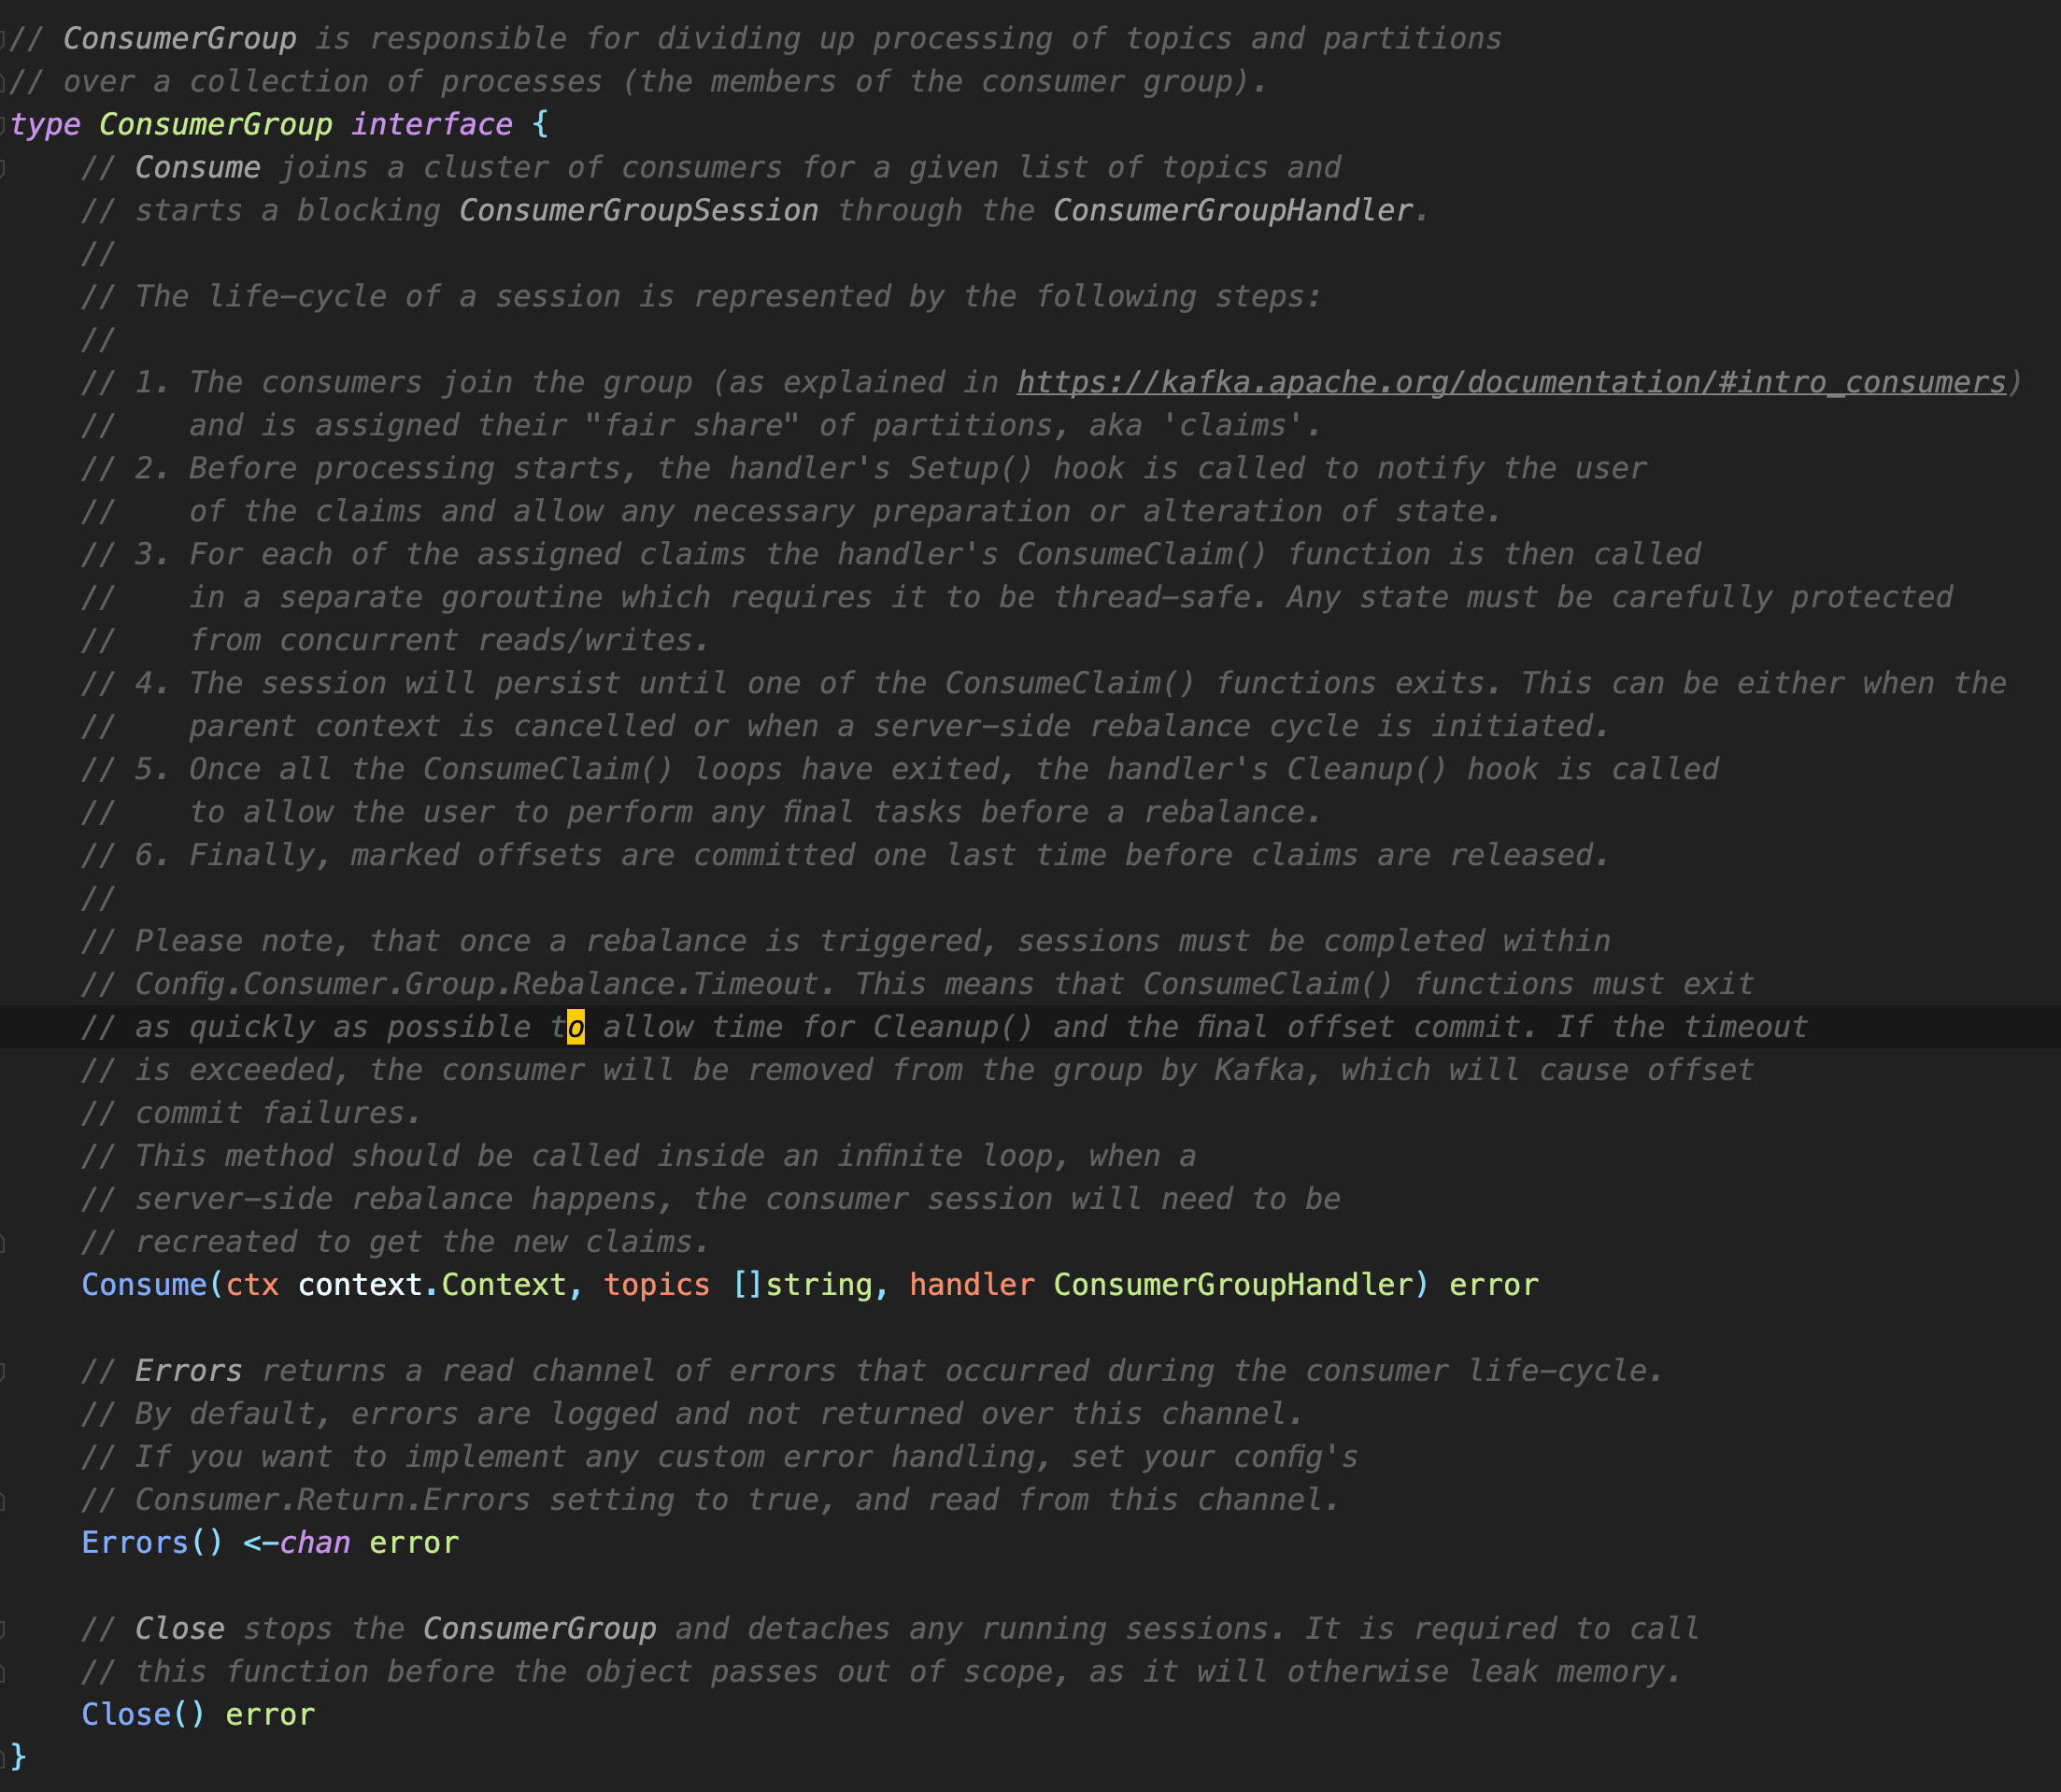 // ConsumerGroup is responsible for dividing up processing of topics and partitions
// over a collection of processes (the members of the consumer group).
type ConsumerGroup interface {
    // Consume joins a cluster of consumers for a given list of topics and
    // starts a blocking ConsumerGroupSession through the ConsumerGroupHandler.
    //
    // The life-cycle of a session is represented by the following steps:
    //
    // 1. The consumers join the group (as explained in https://kafka.apache.org/documentation/#intro_consumers)
    //    and is assigned their "fair share" of partitions, aka 'claims'.
    // 2. Before processing starts, the handler's Setup() hook is called to notify the user
    //    of the claims and allow any necessary preparation or alteration of state.
    // 3. For each of the assigned claims the handler's ConsumeClaim() function is then called
    //    in a separate goroutine which requires it to be thread-safe. Any state must be carefully protected
    //    from concurrent reads/writes.
    // 4. The session will persist until one of the ConsumeClaim() functions exits. This can be either when the
    //    parent context is cancelled or when a server-side rebalance cycle is initiated.
    // 5. Once all the ConsumeClaim() loops have exited, the handler's Cleanup() hook is called
    //    to allow the user to perform any final tasks before a rebalance.
    // 6. Finally, marked offsets are committed one last time before claims are released.
    //
    // Please note, that once a rebalance is triggered, sessions must be completed within
    // Config.Consumer.Group.Rebalance.Timeout. This means that ConsumeClaim() functions must exit
    // as quickly as possible to allow time for Cleanup() and the final offset commit. If the timeout
    // is exceeded, the consumer will be removed from the group by Kafka, which will cause offset
    // commit failures.
    // This method should be called inside an infinite loop, when a
    // server-side rebalance happens, the consumer session will need to be
    // recreated to get the new claims.
    Consume(ctx context.Context, topics []string, handler ConsumerGroupHandler) error

    // Errors returns a read channel of errors that occurred during the consumer life-cycle.
    // By default, errors are logged and not returned over this channel.
    // If you want to implement any custom error handling, set your config's
    // Consumer.Return.Errors setting to true, and read from this channel.
    Errors() <-chan error

    // Close stops the ConsumerGroup and detaches any running sessions. It is required to call
    // this function before the object passes out of scope, as it will otherwise leak memory.
    Close() error
}